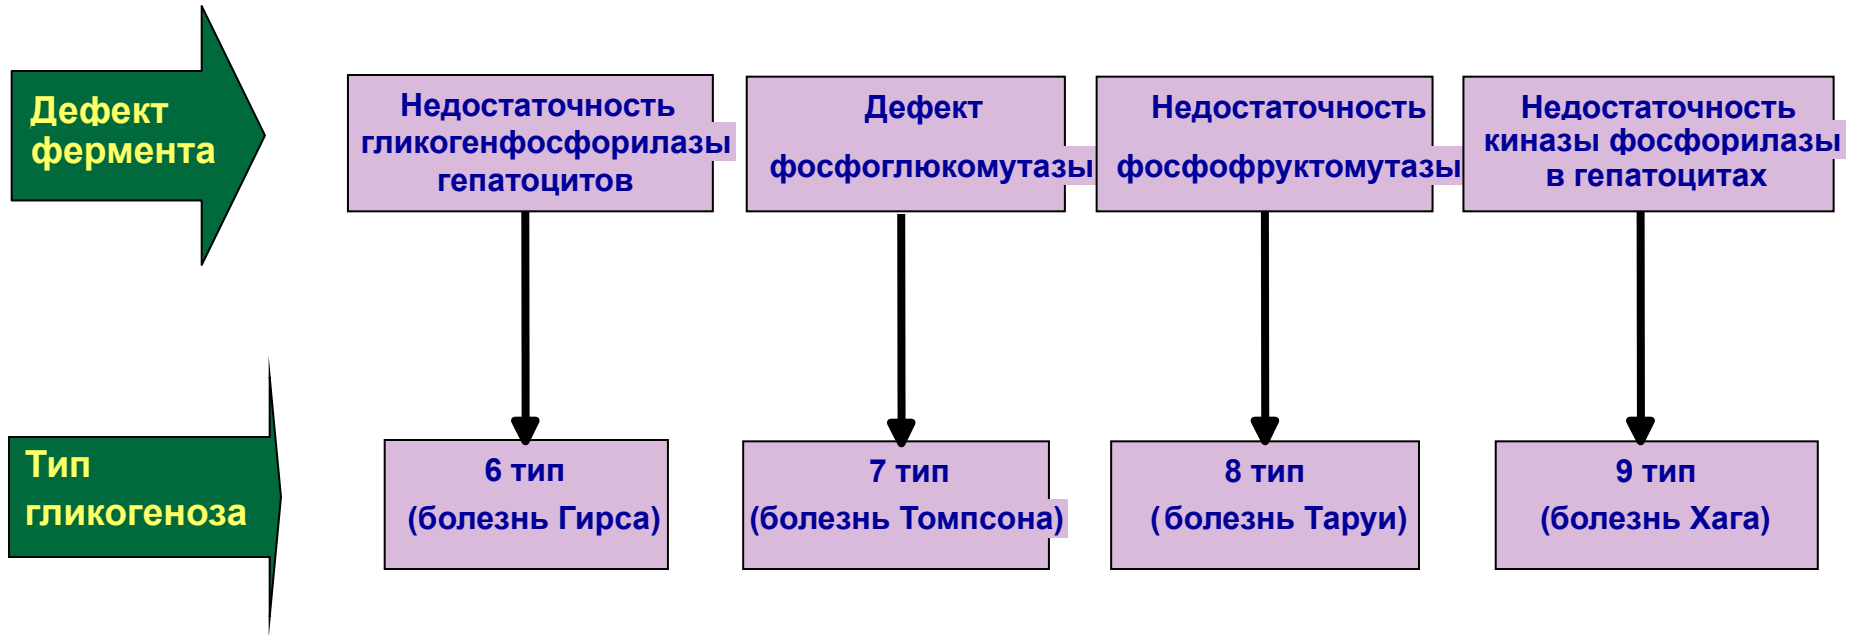 Дефект
фермента
Недостаточность
гликогенфосфорилазы
гепатоцитов
Дефект
фосфоглюкомутазы
Недостаточность
фосфофруктомутазы
Недостаточность
киназы фосфорилазы
в гепатоцитах
Тип
гликогеноза
6 тип
(болезнь Гирса)
7 тип
(болезнь Томпсона)
8 тип
(болезнь Таруи)
9 тип
(болезнь Хага)